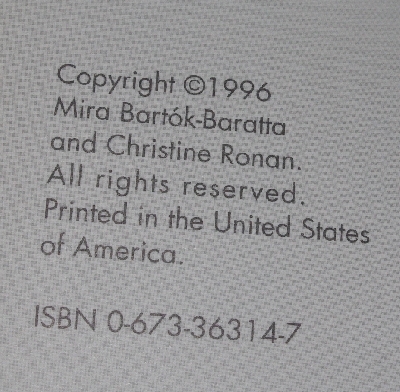 Copyright ©1996
Mira Bartók-Baratta
and Christine Ronan.
All rights reserved.
Printed in the United States
of America.
ISBN 0-673-36314-7